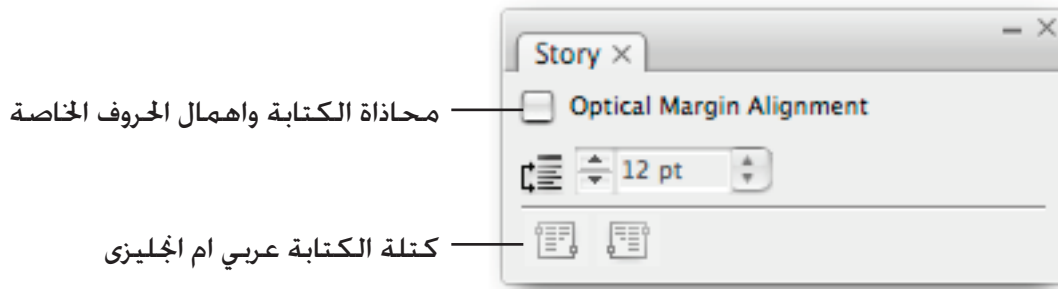 Story
Optical Margin Alignment
محاذاة الكتابة واهمال الحروف الخاصة
12 pt
كتلة الكتابة عربي ام انجليزى